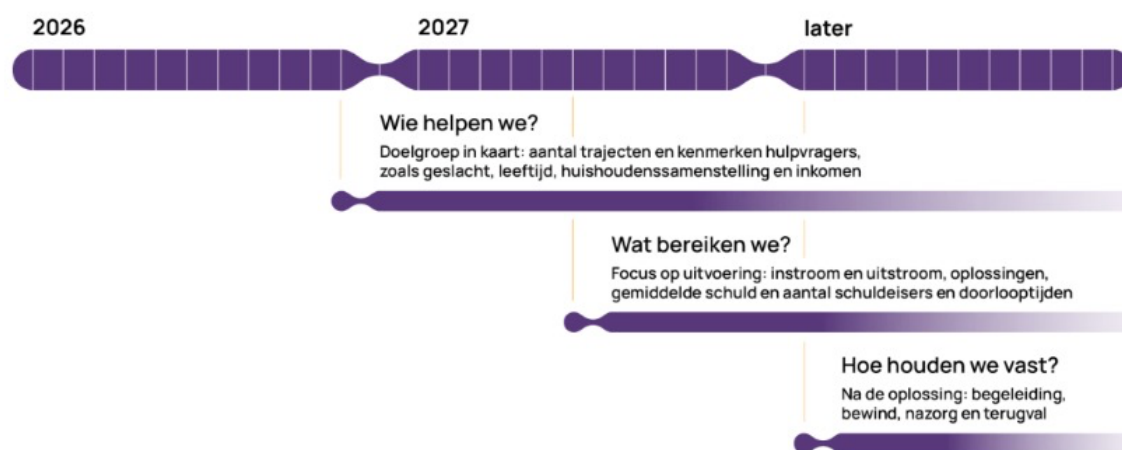 2026
2027
later
Wie helpen we?
Doelgroep in kaart: aantal trajecten en kenmerken hulpvragers,
zoals geslacht, leeftijd, huishoudenssamenstelling en inkomen
Wat bereiken we?
Focus op uitvoering: instroom en uitstroom, oplossingen,
gemiddelde schuld en aantal schuldeisers en doorlooptijden
Hoe houden we vast?
Na de oplossing: begeleiding,
bewind, nazorg en terugval